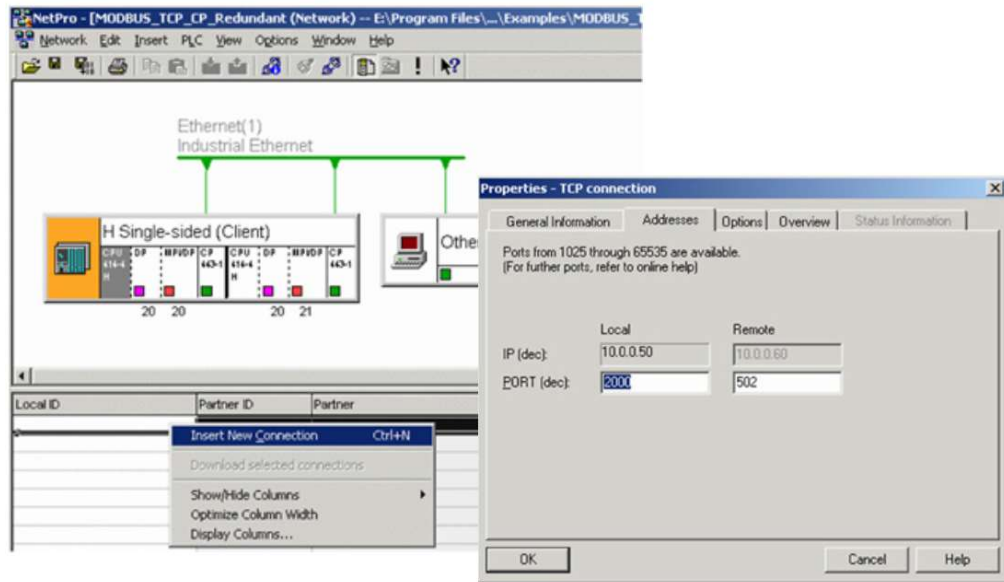 NetPro - [MODBUS_TCP_CP_Redundant (Network) -- E:\Program Files\...\Examples\MODBUS_T
Network Edit Insert PLC View Options Window Help
Ethernet(1)
Industrial Ethernet
H Single-sided (Client)
CPU DP MPI/DP CP CPU DP MPI/DP CP
414-4 443-1 414-4 443-1
H H
20 20 20 21
Othe
Local ID Partner ID Partner
Insert New Connection Ctrl+N
Download selected connections
Show/Hide Columns
Optimize Column Width
Display Columns...
Properties - TCP connection
General Information Addresses Options Overview Status Information
Ports from 1025 through 65535 are available.
(For further ports, refer to online help)
Local Remote
IP (dec): 10.0.0.50 10.0.0.60
PORT (dec): 2000 502
OK Cancel Help